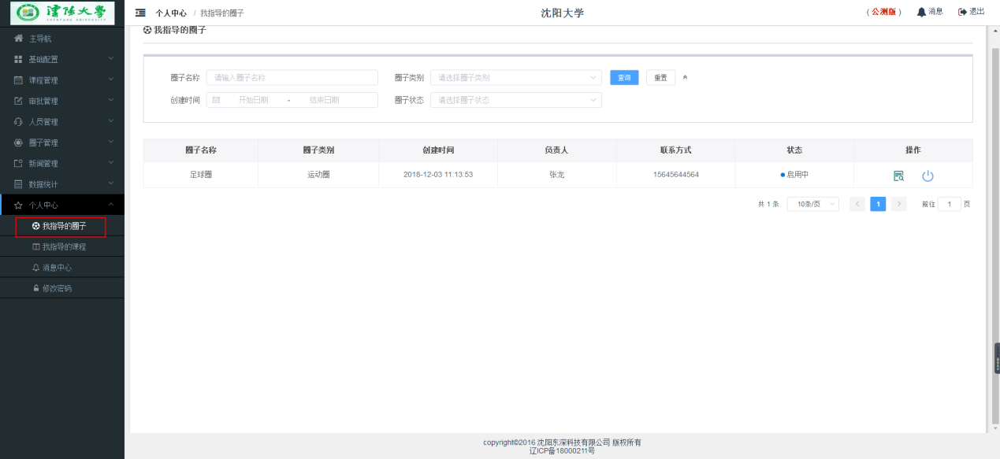 瀋陽大學
SHENYANG UNIVERSITY
个人中心 / 我指导的圈子
沈阳大学
(公测版)
消息
退出
主导航
基础配置
课程管理
审批管理
人员管理
圈子管理
新闻管理
数据统计
个人中心
我指导的圈子
我指导的课程
消息中心
修改密码
我指导的圈子
圈子名称 请输入圈子名称 圈子类别 请选择圈子类别 查询 重置
创建时间 开始日期 - 结束日期 圈子状态 请选择圈子状态
圈子名称 圈子类别 创建时间 负责人 联系方式 状态 操作
足球圈 运动圈 2018-12-03 11:13:53 张龙 15645644564 启用中
共 1 条 10条/页 1 前往 1 页
copyright©2016 沈阳东深科技有限公司 版权所有
辽ICP备18000211号